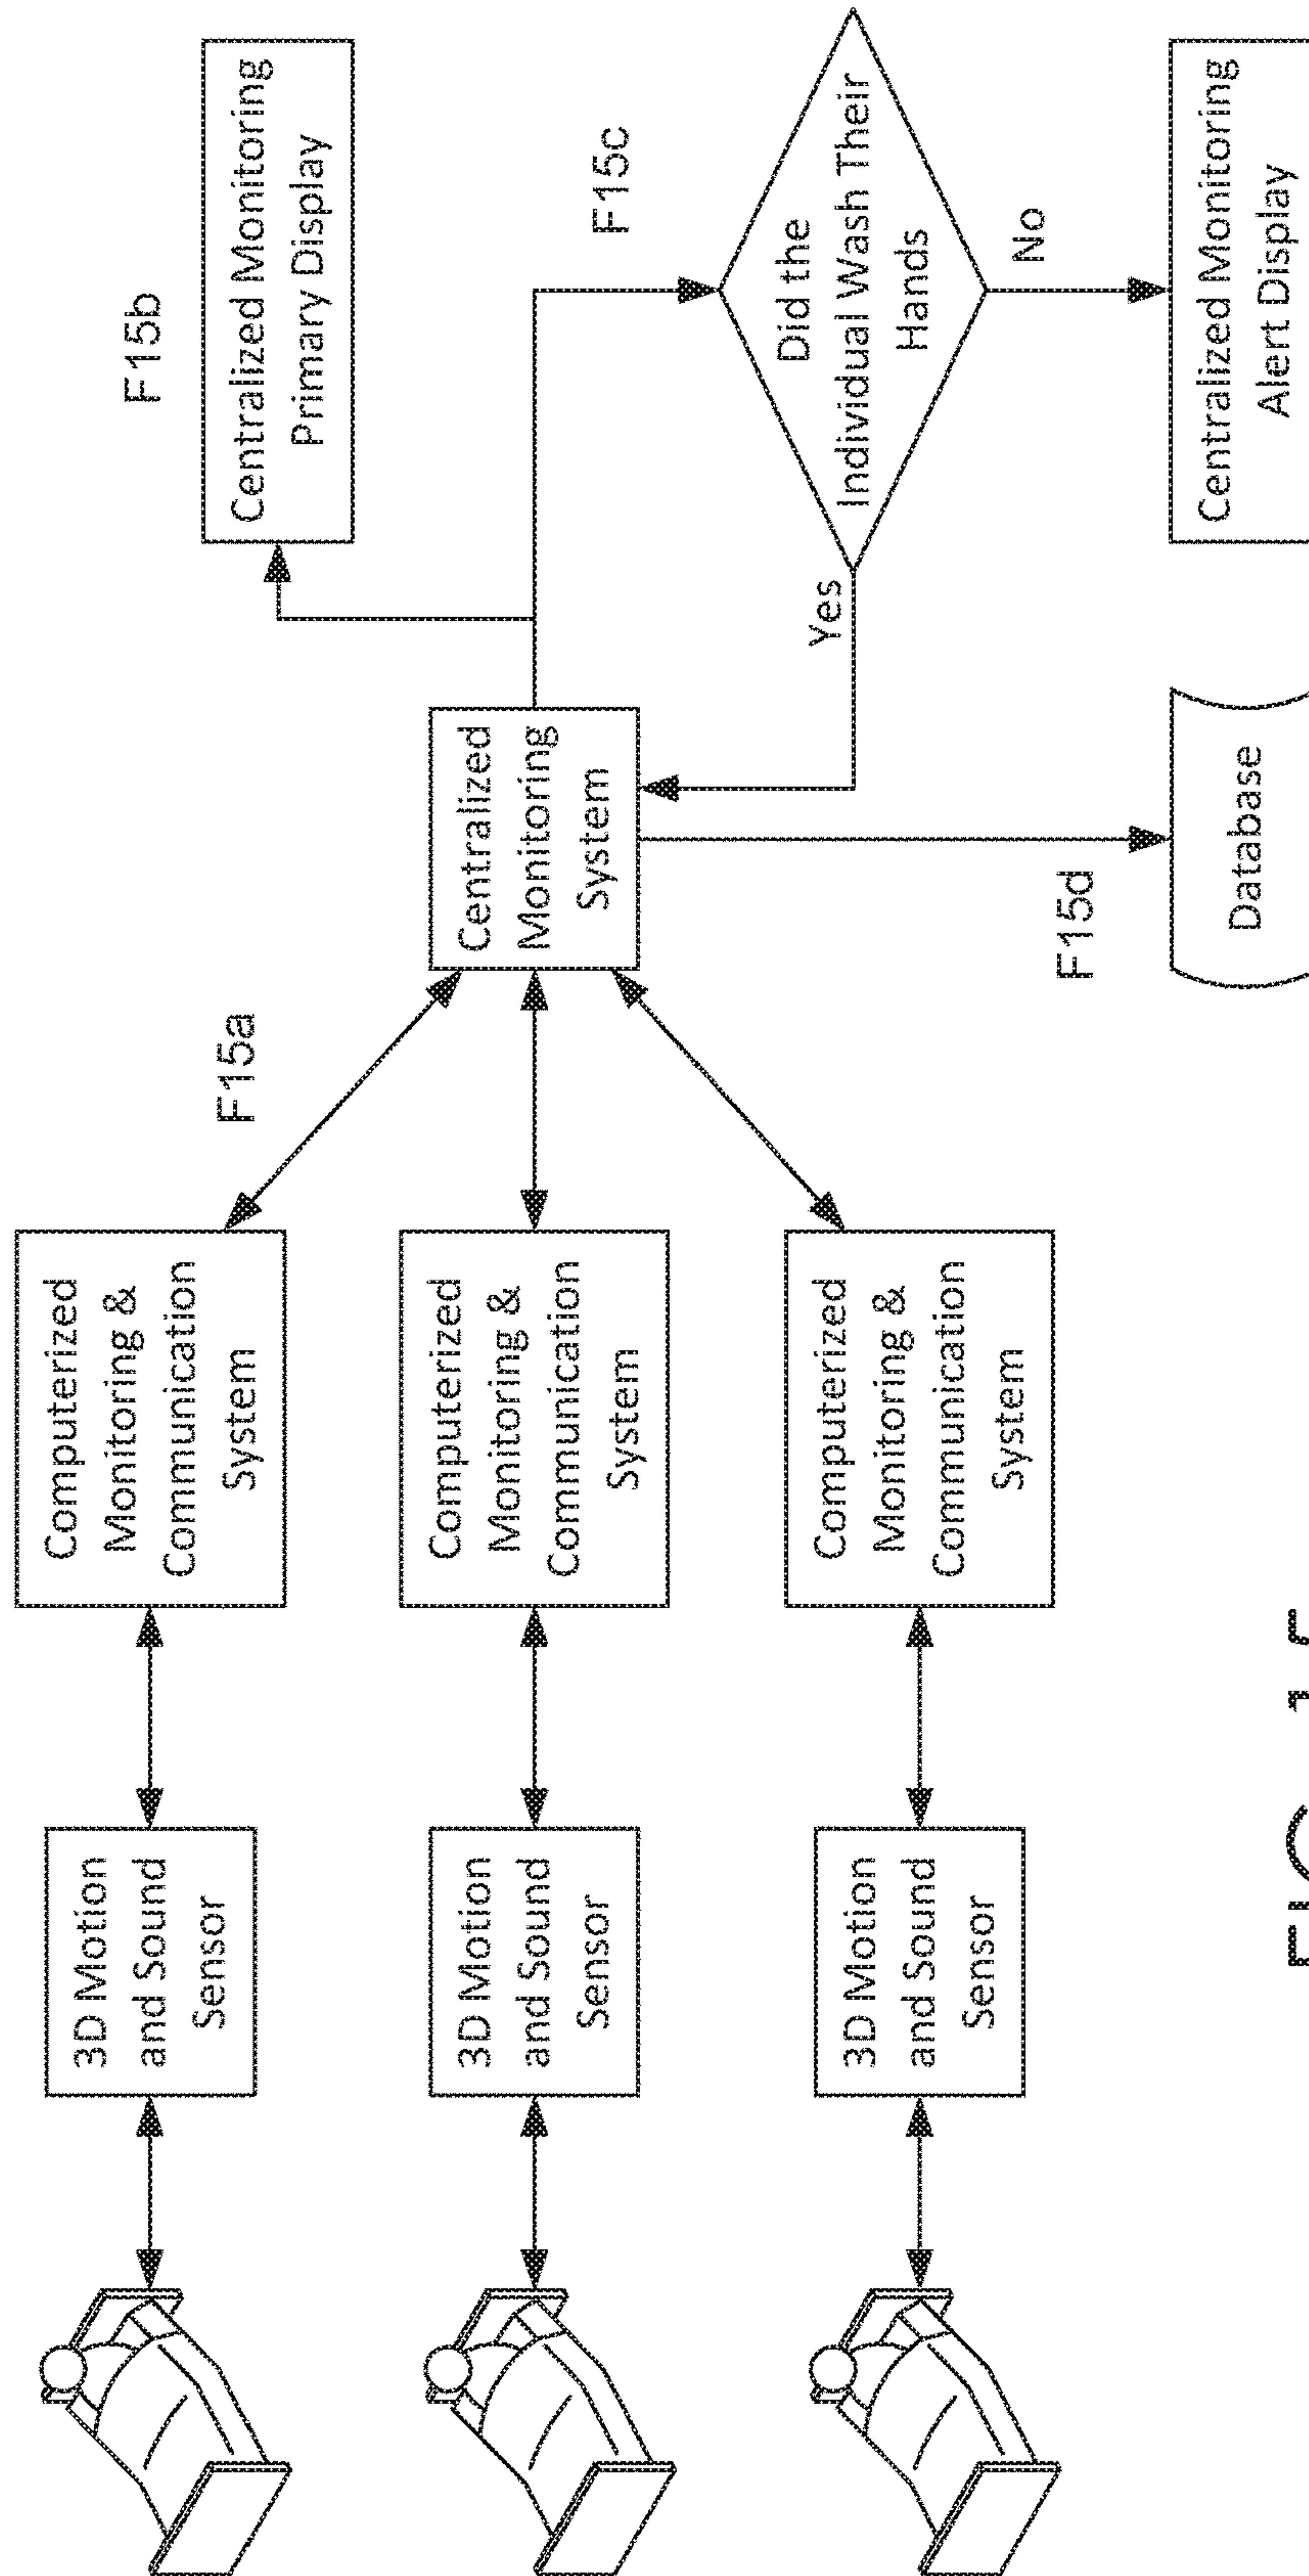 3D Motion
and Sound
Sensor
Computerized
Monitoring &
Communication
System
F15a
3D Motion
and Sound
Sensor
Computerized
Monitoring &
Communication
System
3D Motion
and Sound
Sensor
Computerized
Monitoring &
Communication
System
Centralized
Monitoring
System
F15b
Centralized Monitoring
Primary Display
F15c
Did the
Individual Wash Their
Hands
Yes
No
F15d
Database
Centralized Monitoring
Alert Display